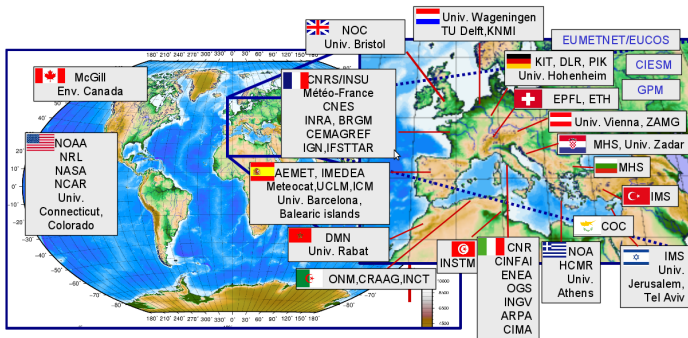 NOC
Univ. Bristol
Univ. Wageningen
TU Delft,KNMI
EUMETNET/EUCOS
CIESM
GPM
McGill
Env. Canada
CNRS/INSU
Météo-France
CNES
INRA, BRGM
CEMAGREF
IGN,IFSTTAR
KIT, DLR, PIK
Univ. Hohenheim
EPFL, ETH
Univ. Vienna, ZAMG
MHS, Univ. Zadar
MHS
IMS
COC
NOAA
NRL
NASA
NCAR
Univ.
Connecticut,
Colorado
AEMET, IMEDEA
Meteocat,UCLM,ICM
Univ. Barcelona,
Balearic islands
DMN
Univ. Rabat
ONM,CRAAG,INCT
INSTM
CNR
CINFAI
ENEA
OGS
INGV
ARPA
CIMA
NOA
HCMR
Univ.
Athens
IMS
Univ.
Jerusalem,
Tel Aviv